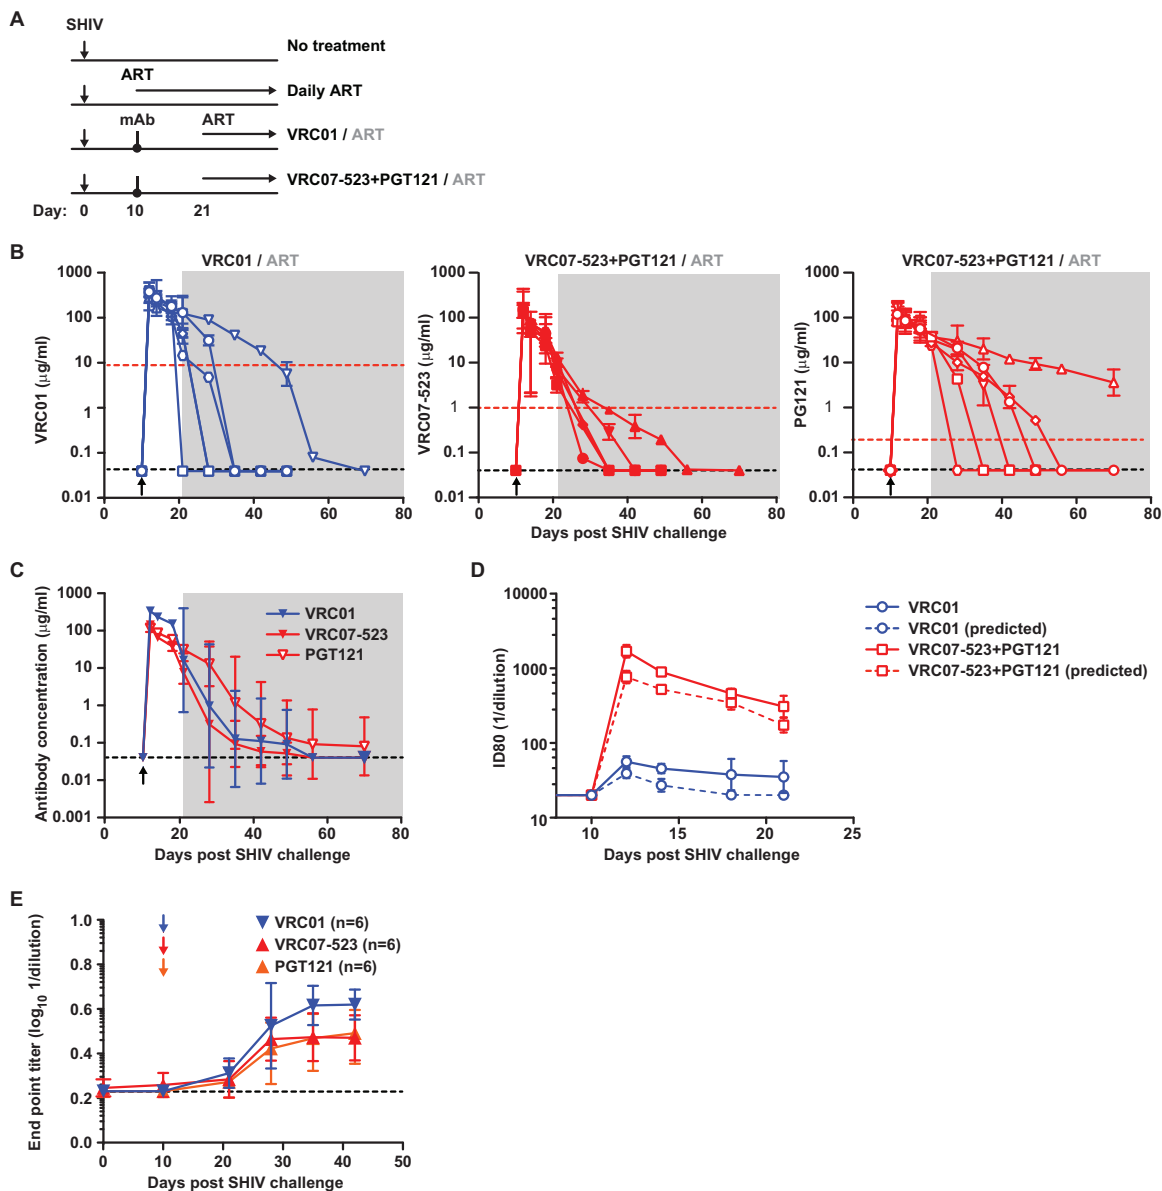 A
SHIV
No treatment
ART
Daily ART
mAb
ART
VRC01 / ART
VRC07-523+PGT121 / ART
Day: 0 10 21
B
VRC01 / ART
VRC01 (μg/ml)
1000
100
10
1
0.1
0.01
0 20 40 60 80
VRC07-523+PGT121 / ART
VRC07-523 (μg/ml)
1000
100
10
1
0.1
0.01
0 20 40 60 80
VRC07-523+PGT121 / ART
PG121 (μg/ml)
1000
100
10
1
0.1
0.01
0 20 40 60 80
Days post SHIV challenge
C
Antibody concentration (μg/ml)
1000
100
10
1
0.1
0.01
0.001
VRC01
VRC07-523
PGT121
0 20 40 60 80
Days post SHIV challenge
D
ID80 (1/dilution)
10000
1000
100
10
10 15 20 25
Days post SHIV challenge
VRC01
VRC01 (predicted)
VRC07-523+PGT121
VRC07-523+PGT121 (predicted)
E
End point titer (log10 1/dilution)
1.0
0.8
0.6
0.4
0.2
0.0
VRC01 (n=6)
VRC07-523 (n=6)
PGT121 (n=6)
0 10 20 30 40 50
Days post SHIV challenge